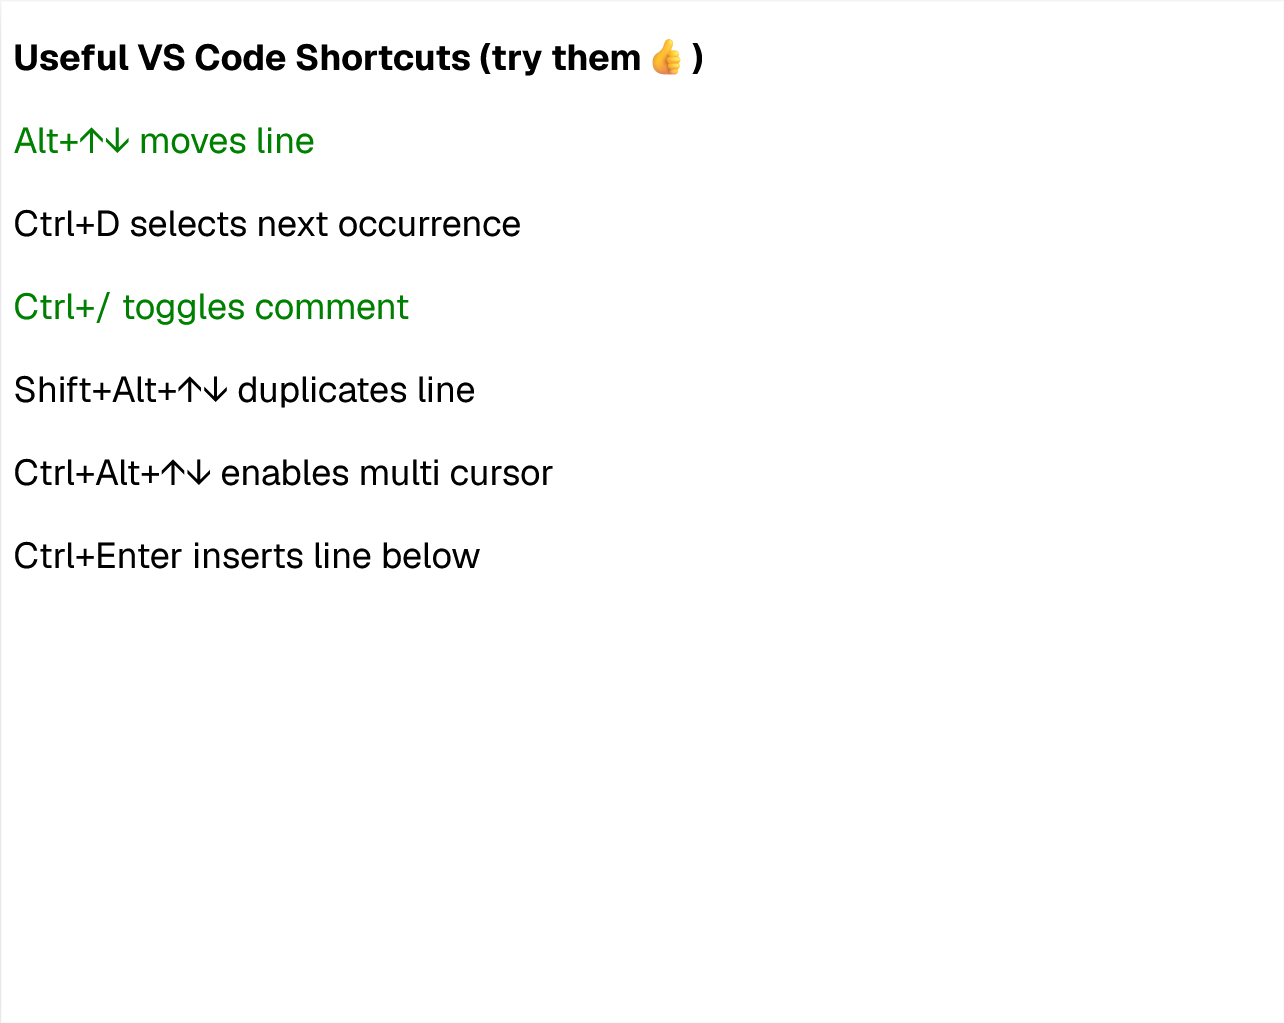 Useful VS Code Shortcuts (try them 👍 )
Alt+↑↓ moves line
Ctrl+D selects next occurrence
Ctrl+/ toggles comment
Shift+Alt+↑↓ duplicates line
Ctrl+Alt+↑↓ enables multi cursor
Ctrl+Enter inserts line below